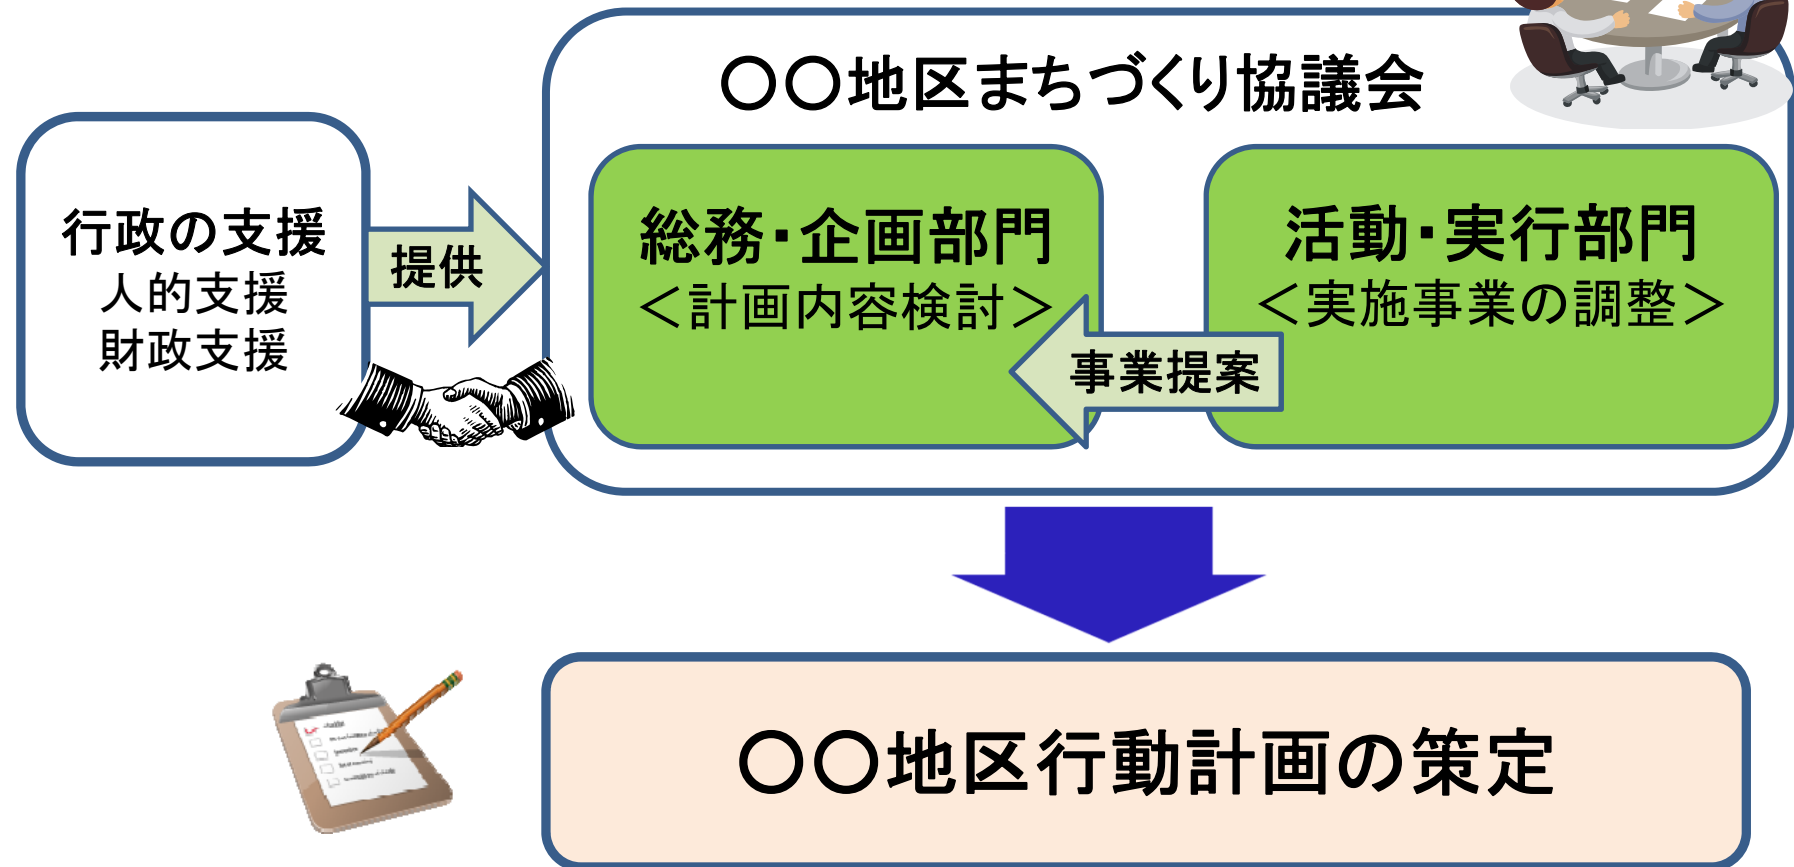 〇〇地区まちづくり協議会
行政の支援
人的支援
財政支援
提供
総務・企画部門
＜計画内容検討＞
活動・実行部門
＜実施事業の調整＞
事業提案
〇〇地区行動計画の策定